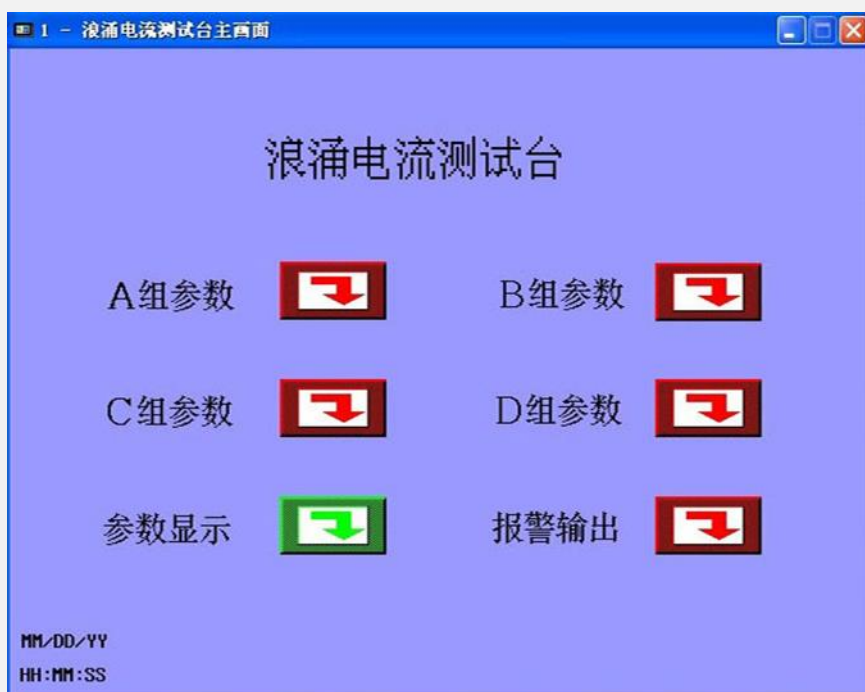 1 - 浪涌电流测试台主画面
浪涌电流测试台
A组参数 B组参数
C组参数 D组参数
参数显示 报警输出
MM/DD/YY
HH:MM:SS